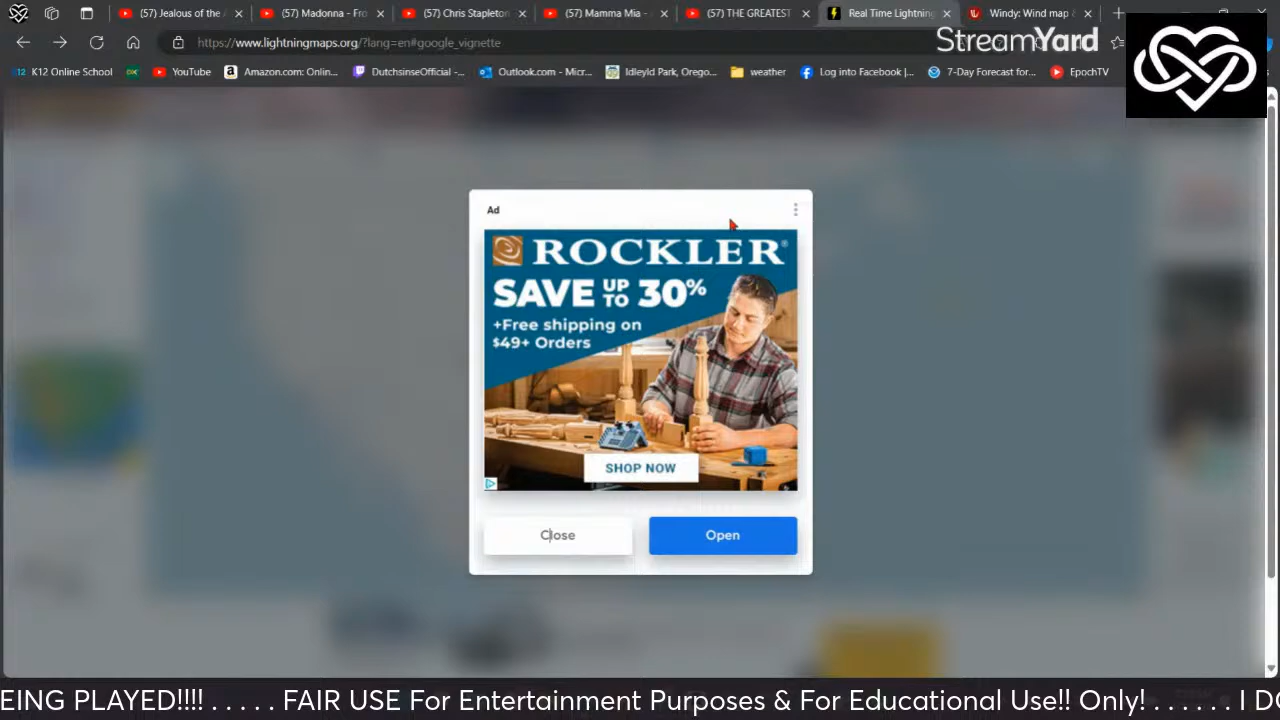 (57) Jealous of the A
(57) Madonna - Fro
(57) Chris Stapleton
(57) Mamma Mia -
(57) THE GREATEST
Real Time Lightnin
Windy: Wind map &
https://www.lightningmaps.org/?lang=en#google_vignette
StreamYard
K12 Online School
YouTube
Amazon.com: Onlin...
DutchsinseOfficial -...
Outlook.com - Micr...
Idleyld Park, Orego...
weather
Log into Facebook |...
7-Day Forecast for...
EpochTV
Ad
ROCKLER®
SAVE UP TO 30%
+Free shipping on
$49+ Orders
SHOP NOW
Close
Open
EING PLAYED!!!! . . . . . FAIR USE For Entertainment Purposes & For Educational Use!! Only! . . . . . . I DO